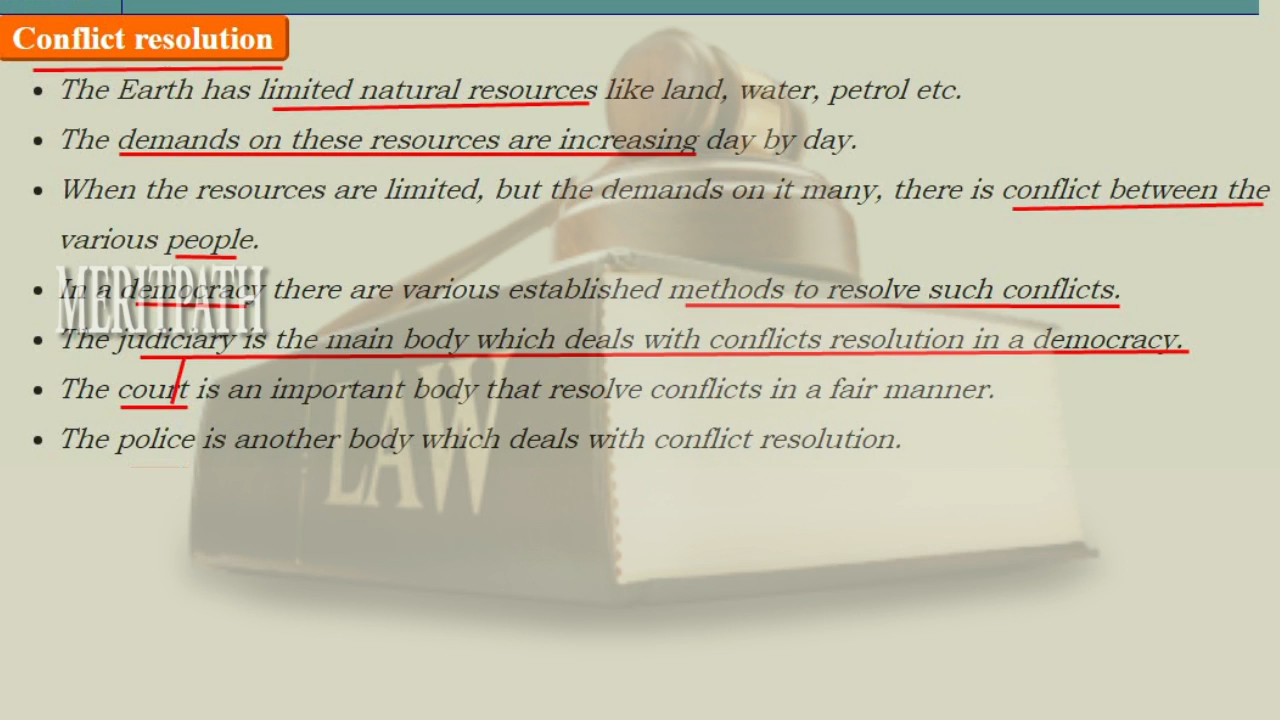 Conflict resolution
• The Earth has limited natural resources like land, water, petrol etc.
• The demands on these resources are increasing day by day.
• When the resources are limited, but the demands on it many, there is conflict between the
various people.
• In a democracy there are various established methods to resolve such conflicts.
MERITPATH
• The judiciary is the main body which deals with conflicts resolution in a democracy.
• The court is an important body that resolve conflicts in a fair manner.
• The police is another body which deals with conflict resolution.
LAW